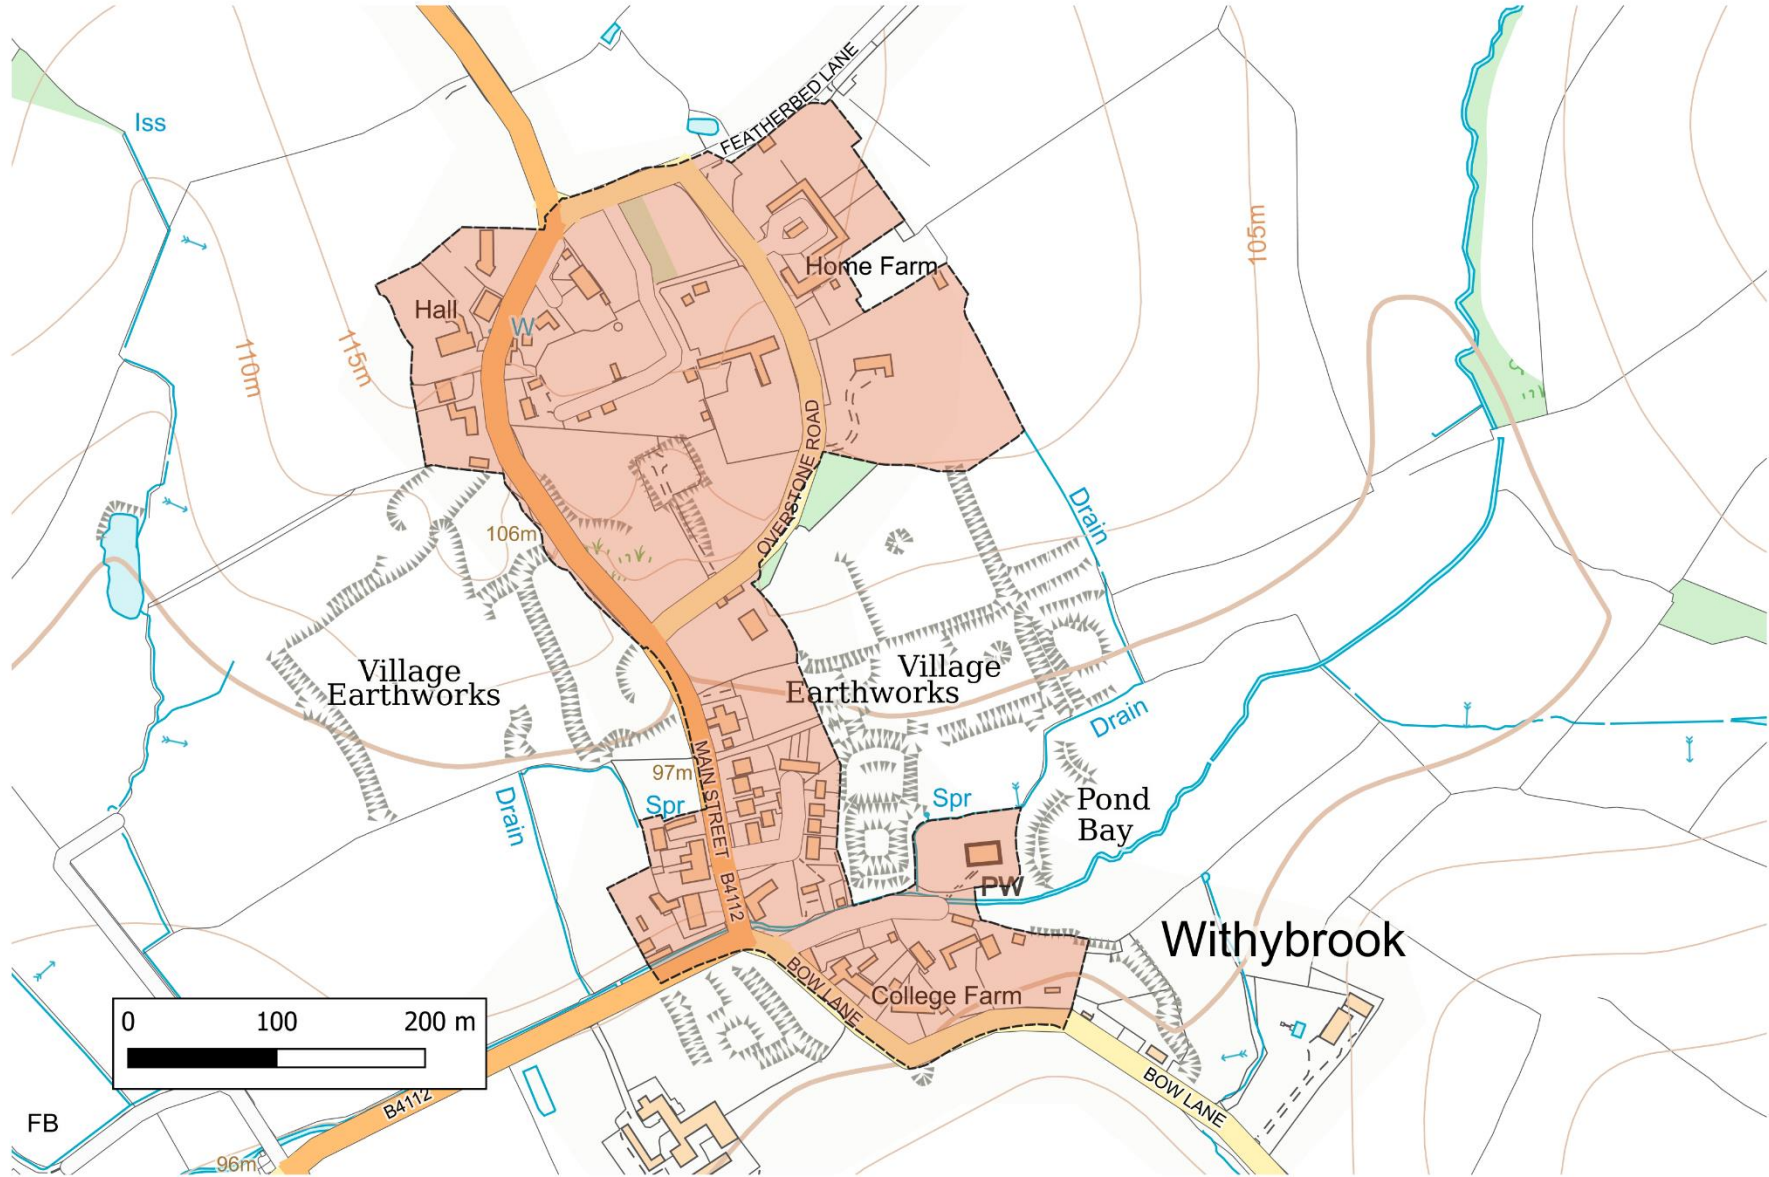 Iss
FEATHERBED LANE
Home Farm
105m
Hall
W
110m
115m
OVERSTONE ROAD
Drain
106m
Village
Earthworks
Village
Earthworks
Drain
97m
MAIN STREET
B4112
Spr
Drain
Spr
Pond
Bay
PW
Withybrook
BOW LANE
College Farm
0 100 200 m
BOW LANE
B4112
FB
96m